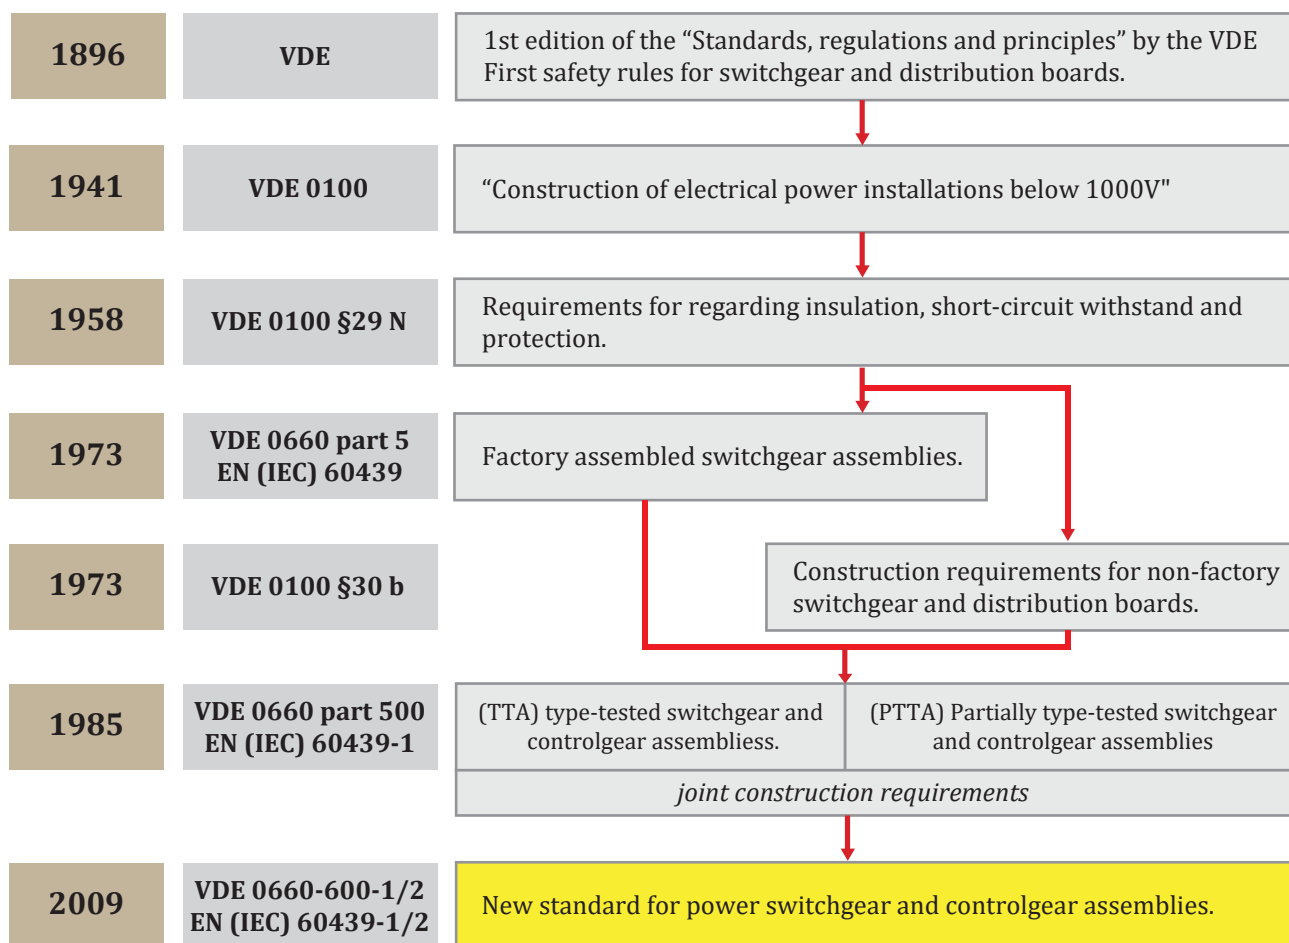 1896
VDE
1st edition of the “Standards, regulations and principles” by the VDE
First safety rules for switchgear and distribution boards.
1941
VDE 0100
“Construction of electrical power installations below 1000V"
1958
VDE 0100 §29 N
Requirements for regarding insulation, short-circuit withstand and
protection.
1973
VDE 0660 part 5
EN (IEC) 60439
Factory assembled switchgear assemblies.
1973
VDE 0100 §30 b
Construction requirements for non-factory
switchgear and distribution boards.
1985
VDE 0660 part 500
EN (IEC) 60439-1
(TTA) type-tested switchgear and
controlgear assembliess.
(PTTA) Partially type-tested switchgear
and controlgear assemblies
joint construction requirements
2009
VDE 0660-600-1/2
EN (IEC) 60439-1/2
New standard for power switchgear and controlgear assemblies.